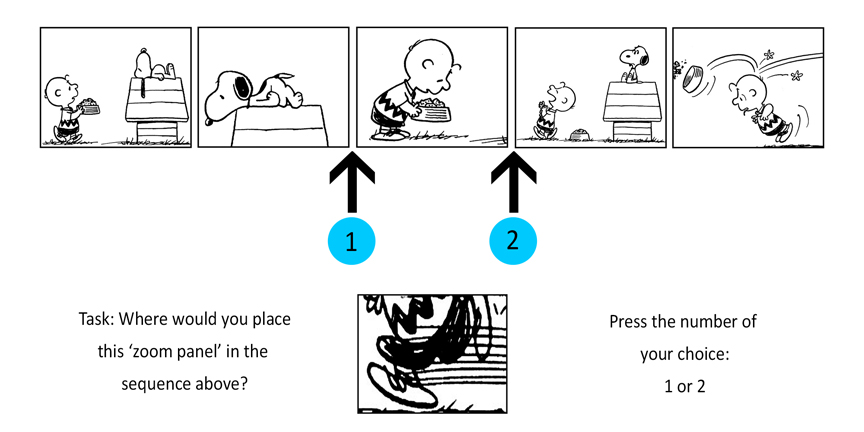 1
2
Task: Where would you place
this ‘zoom panel’ in the
sequence above?
Press the number of
your choice:
1 or 2